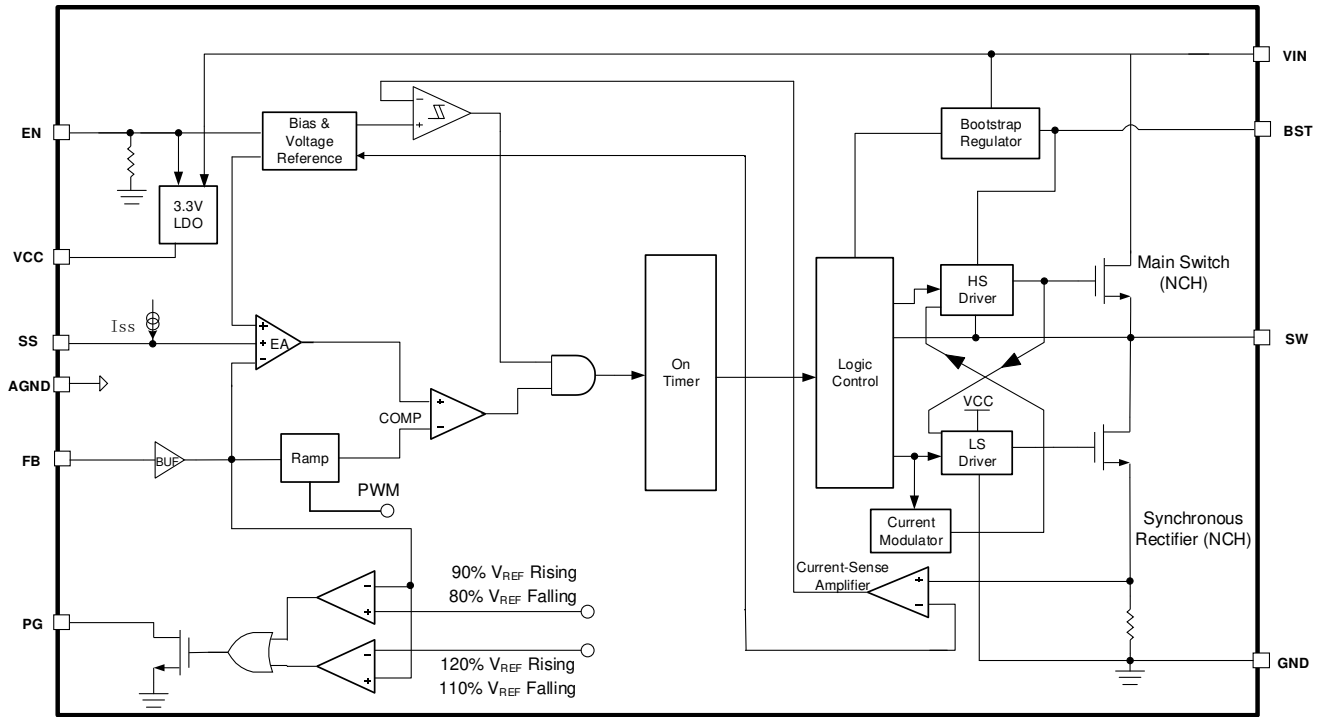 VIN
EN
Bias &
Voltage
Reference
−
+
Bootstrap
Regulator
BST
3.3V
LDO
VCC
Iss
SS
+
+
−
EA
AGND
HS
Driver
Main Switch
(NCH)
SW
On
Timer
Logic
Control
COMP
+
−
VCC
LS
Driver
FB
BUF
Ramp
PWM
Current
Modulator
Synchronous
Rectifier (NCH)
Current-Sense
Amplifier
+
−
90% VREF Rising
80% VREF Falling
−
+
PG
120% VREF Rising
110% VREF Falling
−
+
GND